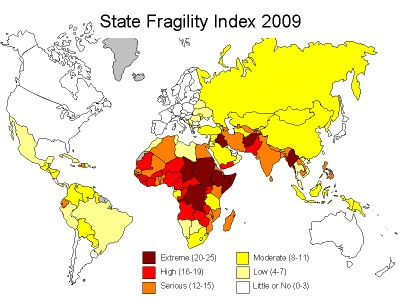 State Fragility Index 2009
Extreme (20-25)
High (16-19)
Serious (12-15)
Moderate (8-11)
Low (4-7)
Little or No (0-3)